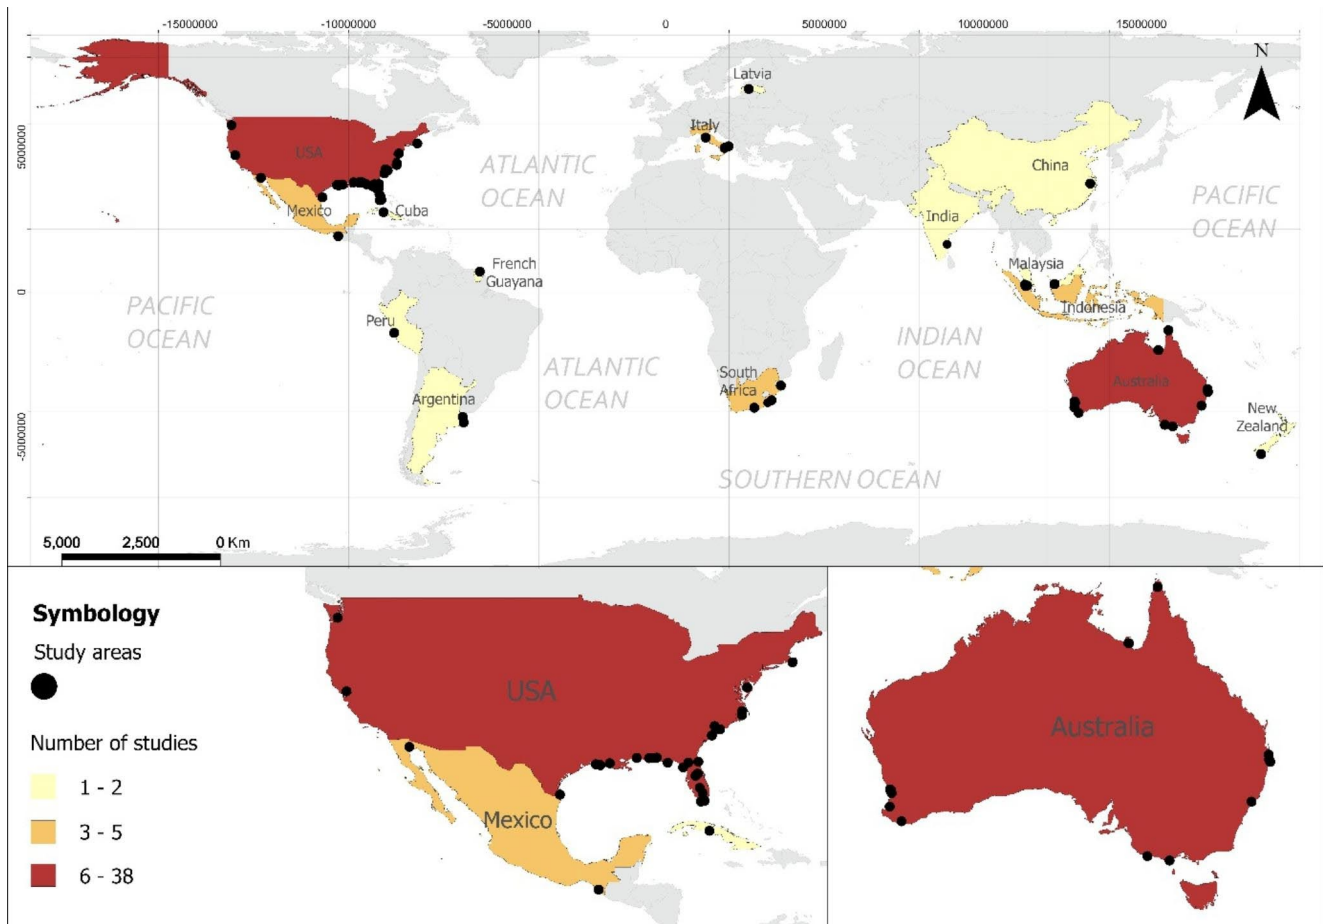 -15000000 -10000000 -5000000 0 5000000 10000000 15000000
N
Latvia
Italy
5000000
USA
ATLANTIC
OCEAN
China
PACIFIC
OCEAN
Mexico
Cuba
India
French
Guayana
Malaysia
0
PACIFIC
OCEAN
Peru
Indonesia
INDIAN
OCEAN
ATLANTIC
OCEAN
South
Africa
Australia
Argentina
New
Zealand
-5000000
SOUTHERN OCEAN
5,000 2,500 0 Km
Symbology
Study areas
Number of studies
1 - 2
3 - 5
6 - 38
USA
Mexico
Australia